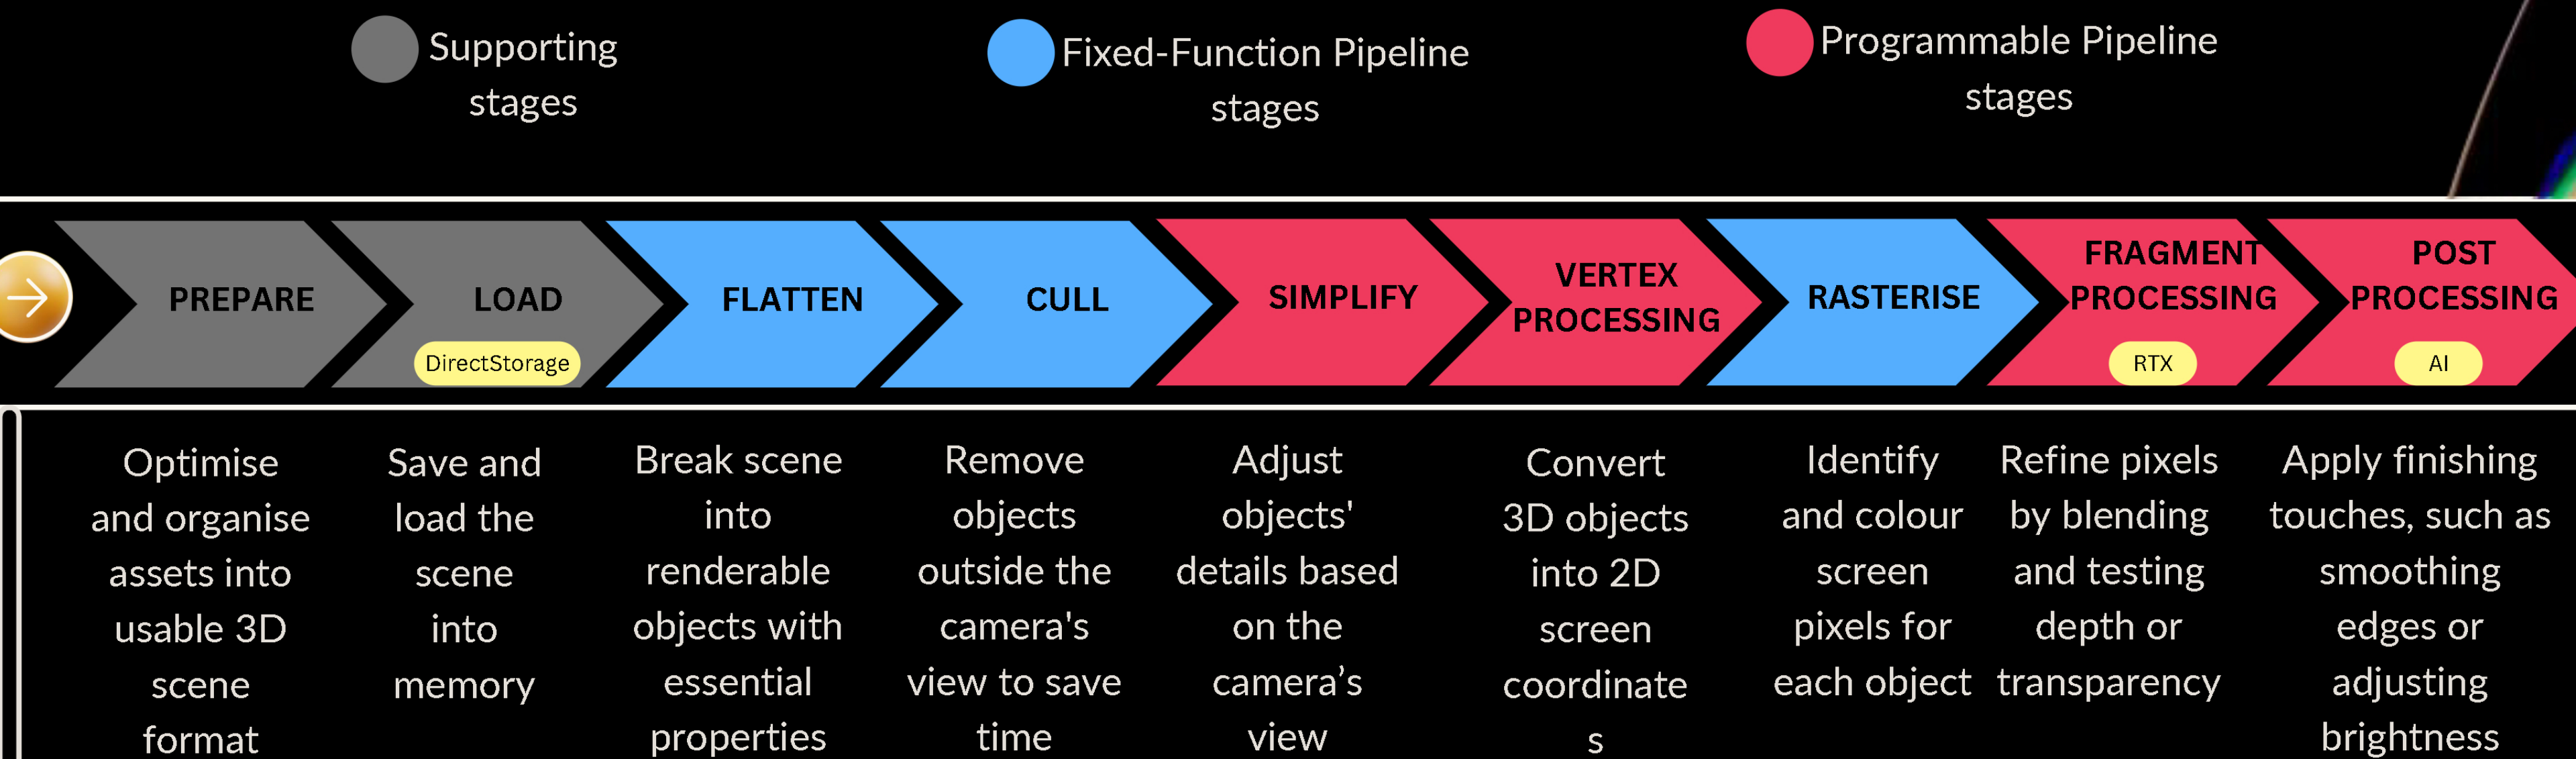 Supporting
stages
Fixed-Function Pipeline
stages
Programmable Pipeline
stages
PREPARE
LOAD
DirectStorage
FLATTEN
CULL
SIMPLIFY
VERTEX
PROCESSING
RASTERISE
FRAGMENT
PROCESSING
RTX
POST
PROCESSING
AI
Optimise
and organise
assets into
usable 3D
scene
format
Save and
load the
scene
into
memory
Break scene
into
renderable
objects with
essential
properties
Remove
objects
outside the
camera's
view to save
time
Adjust
objects'
details based
on the
camera’s
view
Convert
3D objects
into 2D
screen
coordinate
s
Identify
and colour
screen
pixels for
each object
Refine pixels
by blending
and testing
depth or
transparency
Apply finishing
touches, such as
smoothing
edges or
adjusting
brightness